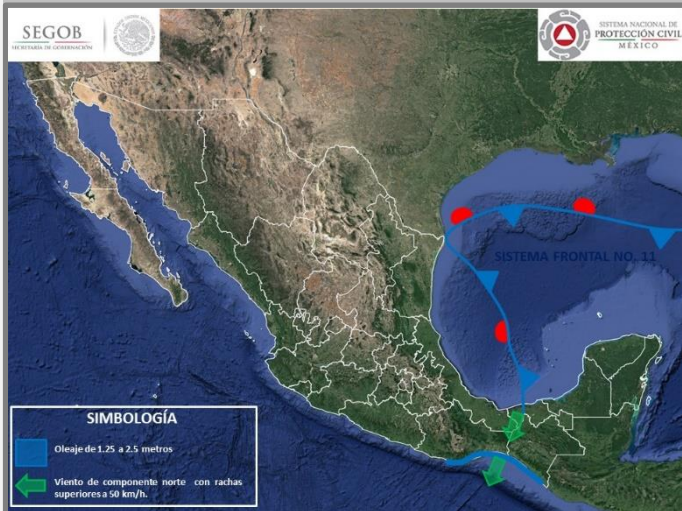 SEGOB
SECRETARÍA DE GOBERNACIÓN
SISTEMA NACIONAL DE
PROTECCIÓN CIVIL
MÉXICO
SISTEMA FRONTAL NO. 11
SIMBOLOGÍA
Oleaje de 1.25 a 2.5 metros
Viento de componente norte con rachas
superiores a 50 km/h.